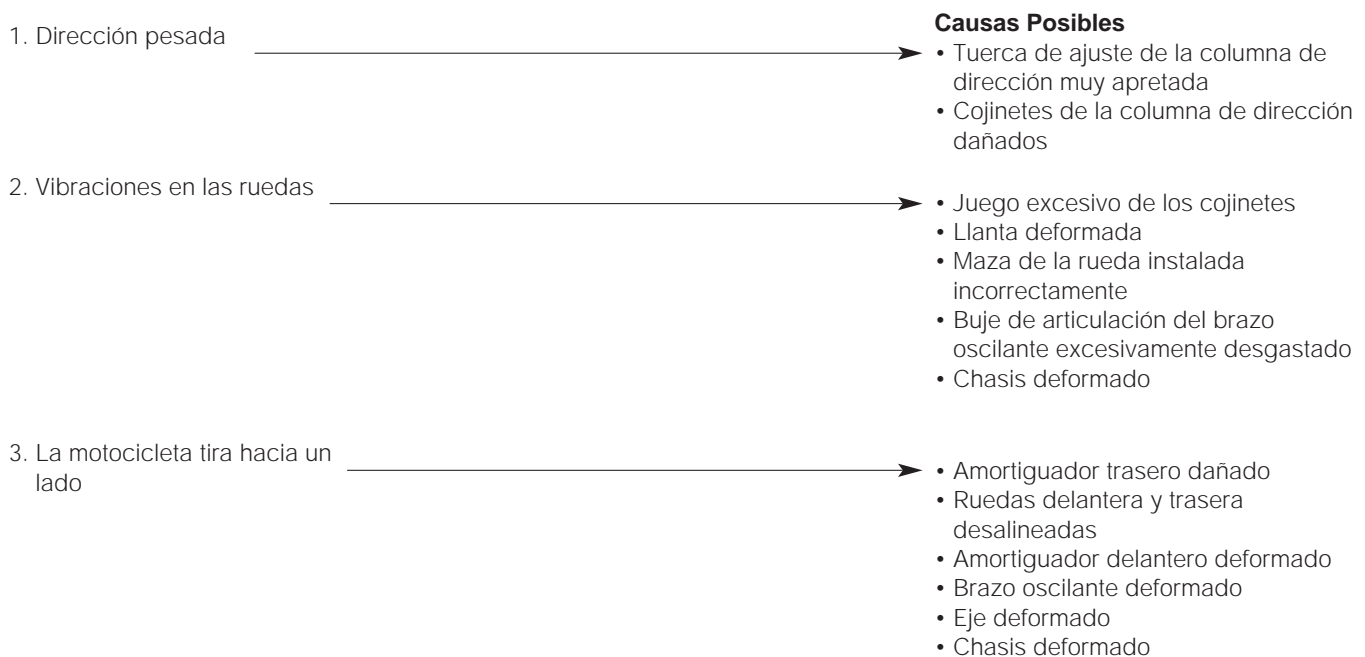 1. Dirección pesada
Causas Posibles
• Tuerca de ajuste de la columna de
dirección muy apretada
• Cojinetes de la columna de dirección
dañados
2. Vibraciones en las ruedas
• Juego excesivo de los cojinetes
• Llanta deformada
• Maza de la rueda instalada
incorrectamente
• Buje de articulación del brazo
oscilante excesivamente desgastado
• Chasis deformado
3. La motocicleta tira hacia un
lado
• Amortiguador trasero dañado
• Ruedas delantera y trasera
desalineadas
• Amortiguador delantero deformado
• Brazo oscilante deformado
• Eje deformado
• Chasis deformado